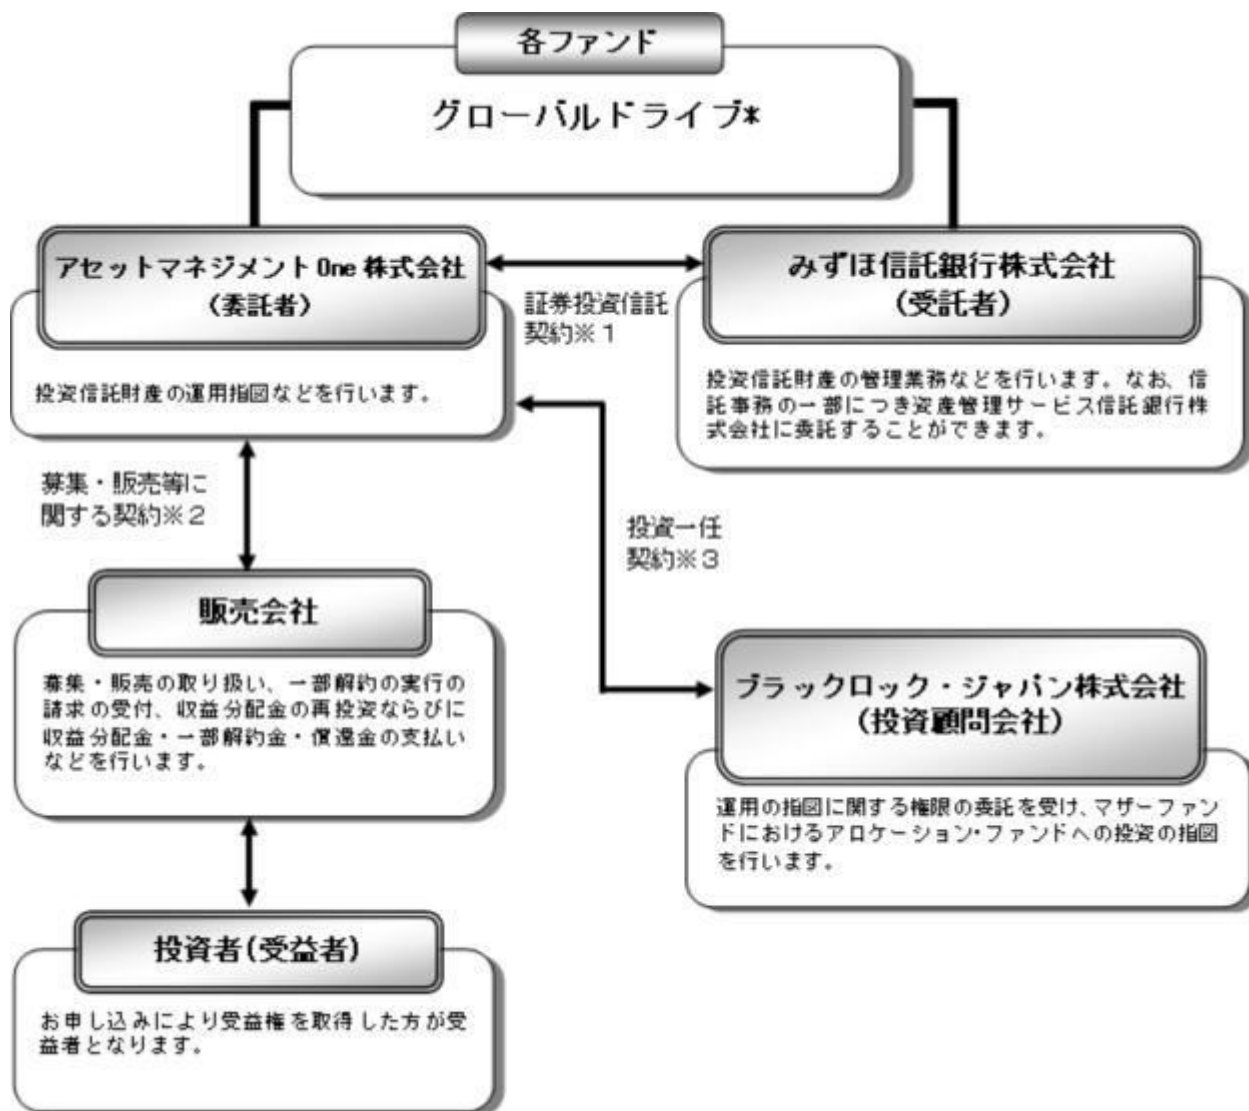 各ファンド
グローバルドライブ*
アセットマネジメント One 株式会社
(委託者)
投資信託財産の運用指図などを行います。
証券投資信託
契約※1
みずほ信託銀行株式会社
(受託者)
投資信託財産の管理業務などを行います。なお、信
託事務の一部につき資産管理サービス信託銀行株
式会社に委託することができます。
募集・販売等に
関する契約※2
投資一任
契約※3
販売会社
募集・販売の取り扱い、一部解約の実行の
請求の受付、収益分配金の再投資ならびに
収益分配金・一部解約金・償還金の支払い
などを行います。
ブラックロック・ジャパン株式会社
(投資顧問会社)
運用の指図に関する権限の委託を受け、マザーファン
ドにおけるアロケーション・ファンドへの投資の指図
を行います。
投資者(受益者)
お申し込みにより受益権を取得した方が受
益者となります。